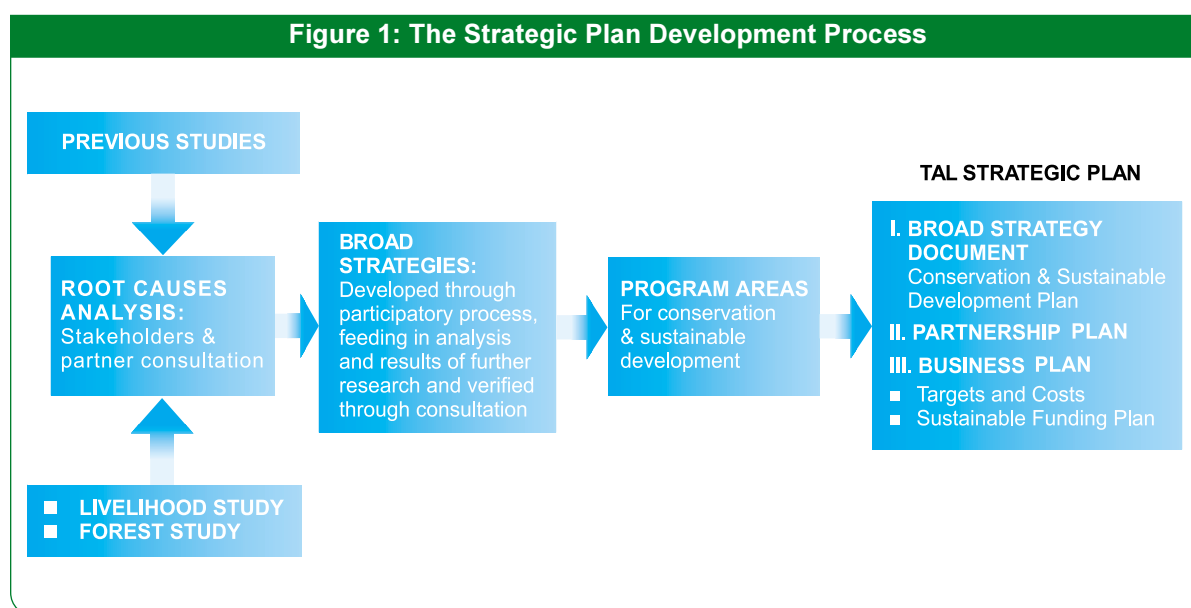 Figure 1: The Strategic Plan Development Process
PREVIOUS STUDIES
ROOT CAUSES
ANALYSIS:
Stakeholders &
partner consultation
■ LIVELIHOOD STUDY
■ FOREST STUDY
BROAD
STRATEGIES:
Developed through
participatory process,
feeding in analysis
and results of further
research and verified
through consultation
PROGRAM AREAS
For conservation
& sustainable
development
TAL STRATEGIC PLAN
I. BROAD STRATEGY
DOCUMENT
Conservation & Sustainable
Development Plan
II. PARTNERSHIP PLAN
III. BUSINESS PLAN
■ Targets and Costs
■ Sustainable Funding Plan